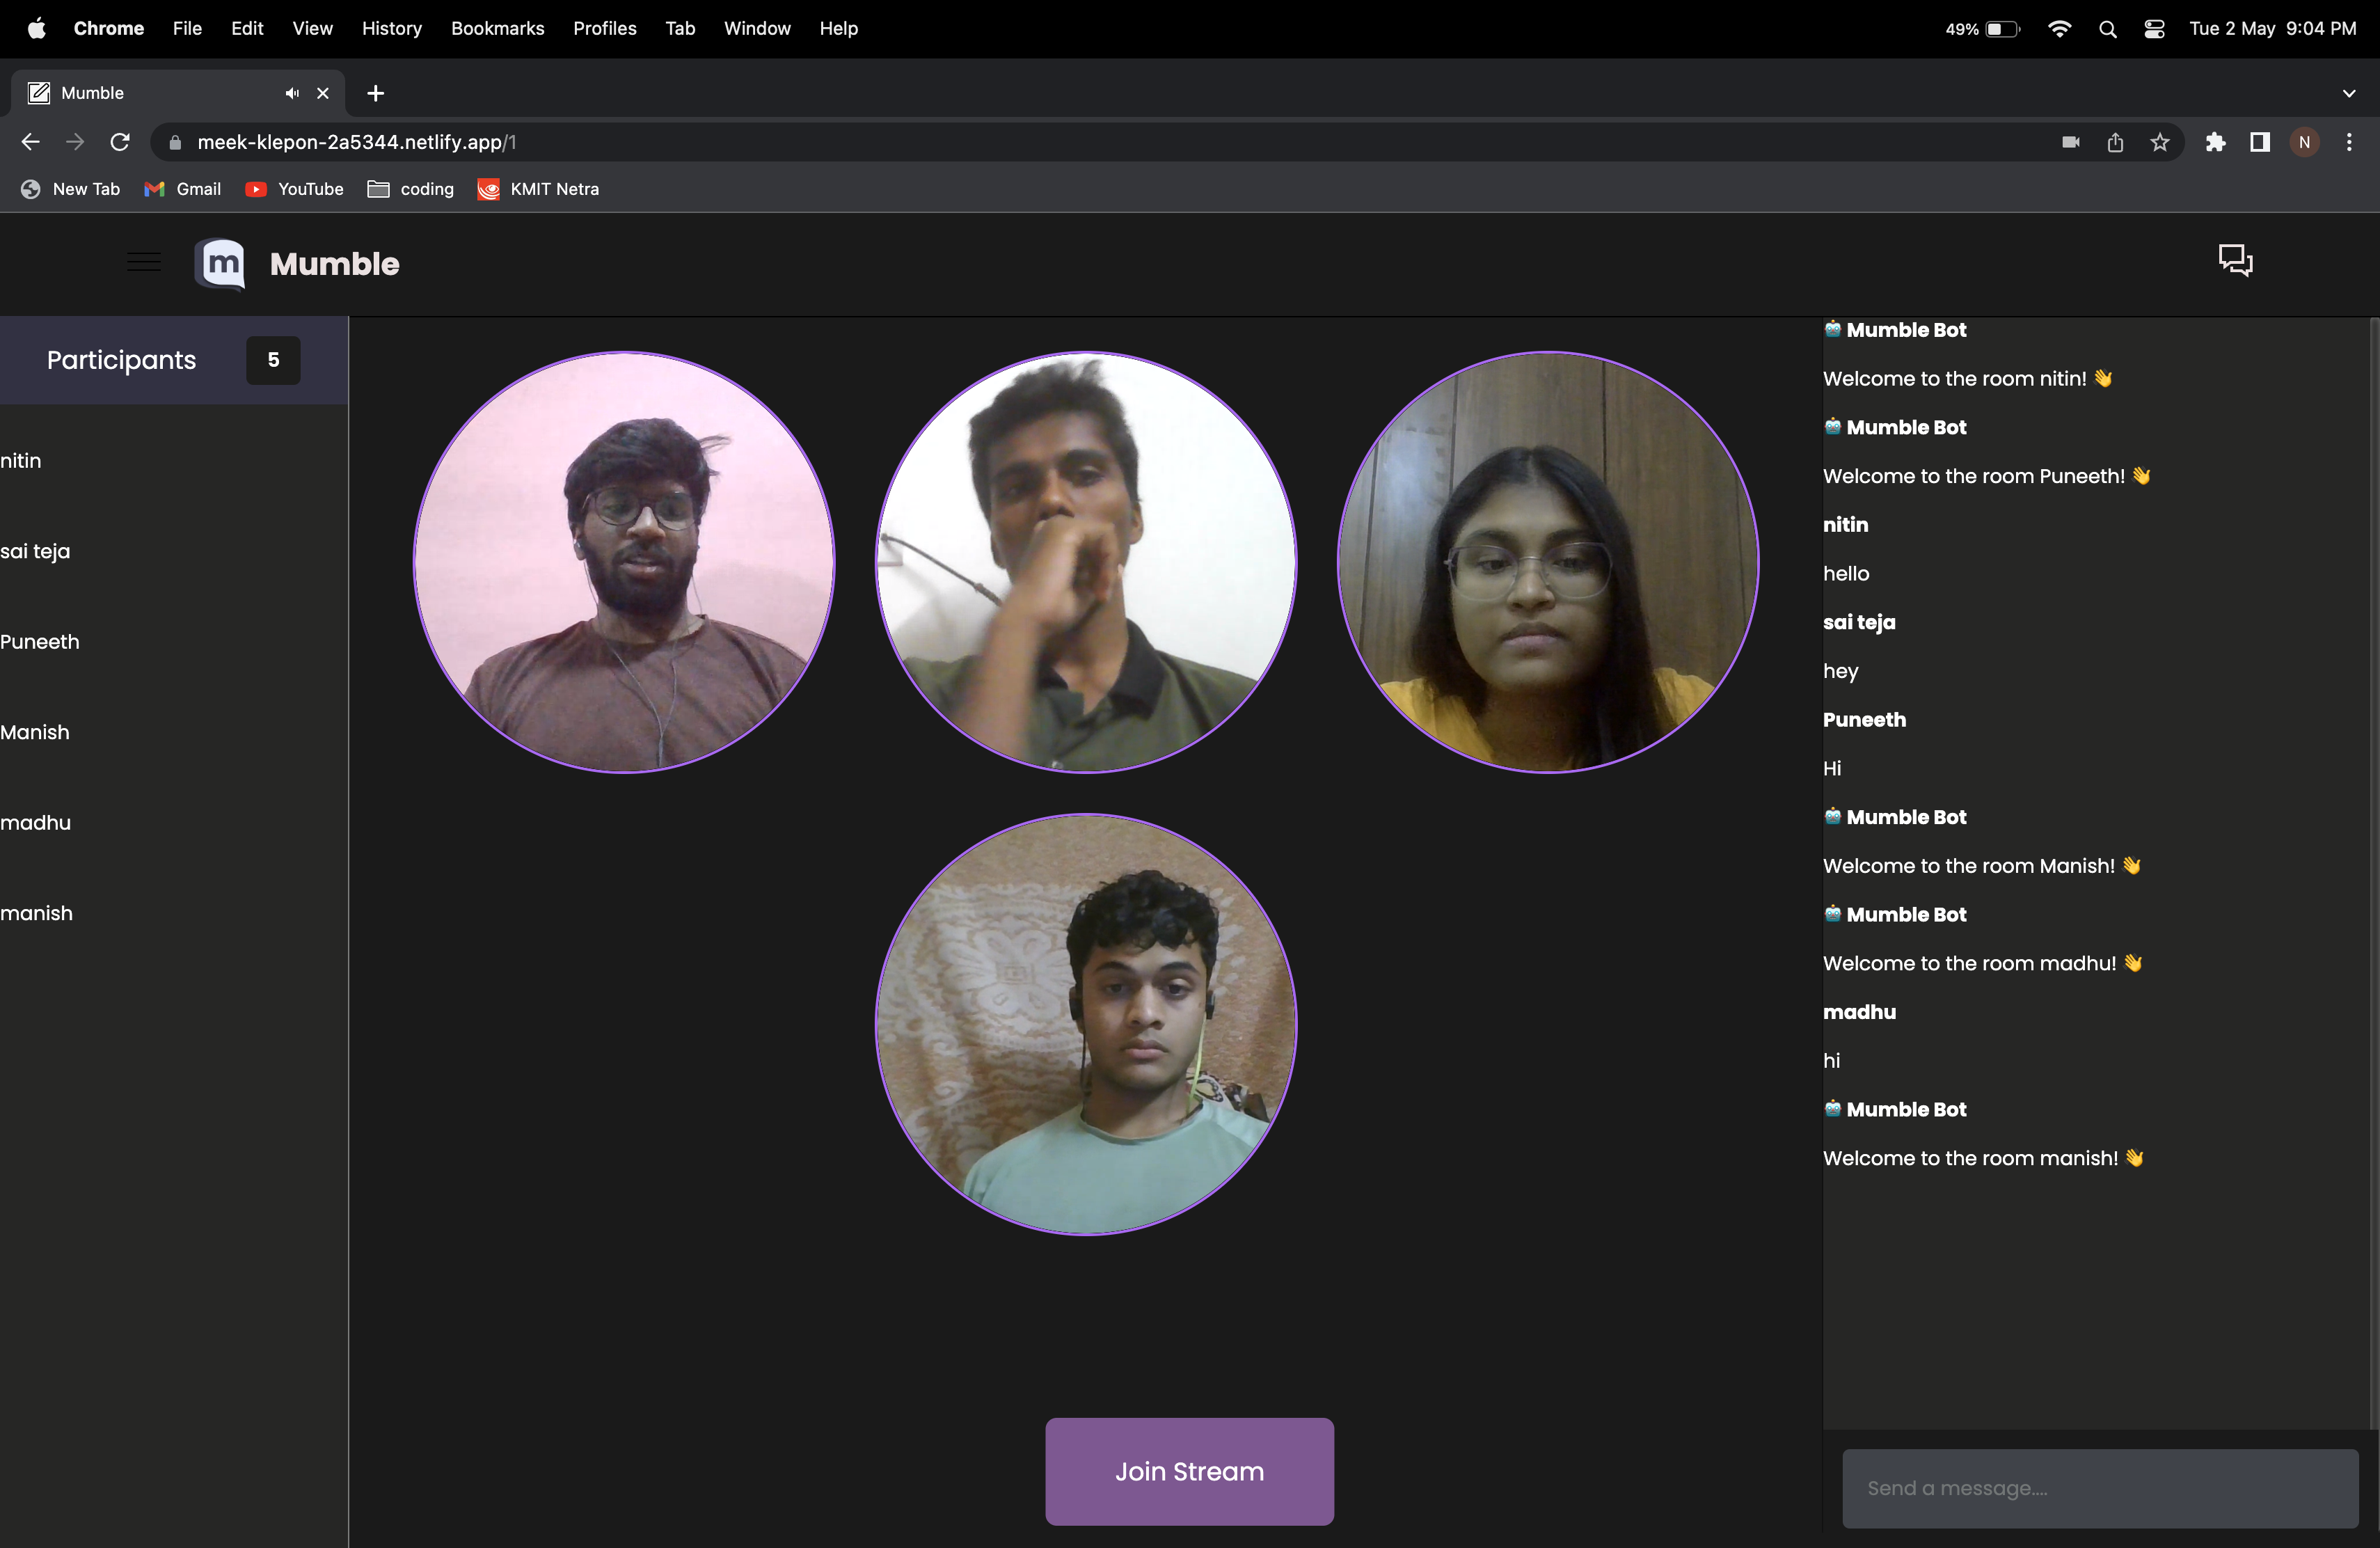 Chrome File Edit View History Bookmarks Profiles Tab Window Help 49% Tue 2 May 9:04 PM
Mumble
meek-klepon-2a5344.netlify.app/1 N
New Tab Gmail YouTube coding KMIT Netra
m Mumble
Participants 5
nitin
sai teja
Puneeth
Manish
madhu
manish
🤖 Mumble Bot
Welcome to the room nitin! 👋
🤖 Mumble Bot
Welcome to the room Puneeth! 👋
nitin
hello
sai teja
hey
Puneeth
Hi
🤖 Mumble Bot
Welcome to the room Manish! 👋
🤖 Mumble Bot
Welcome to the room madhu! 👋
madhu
hi
🤖 Mumble Bot
Welcome to the room manish! 👋
Join Stream
Send a message....